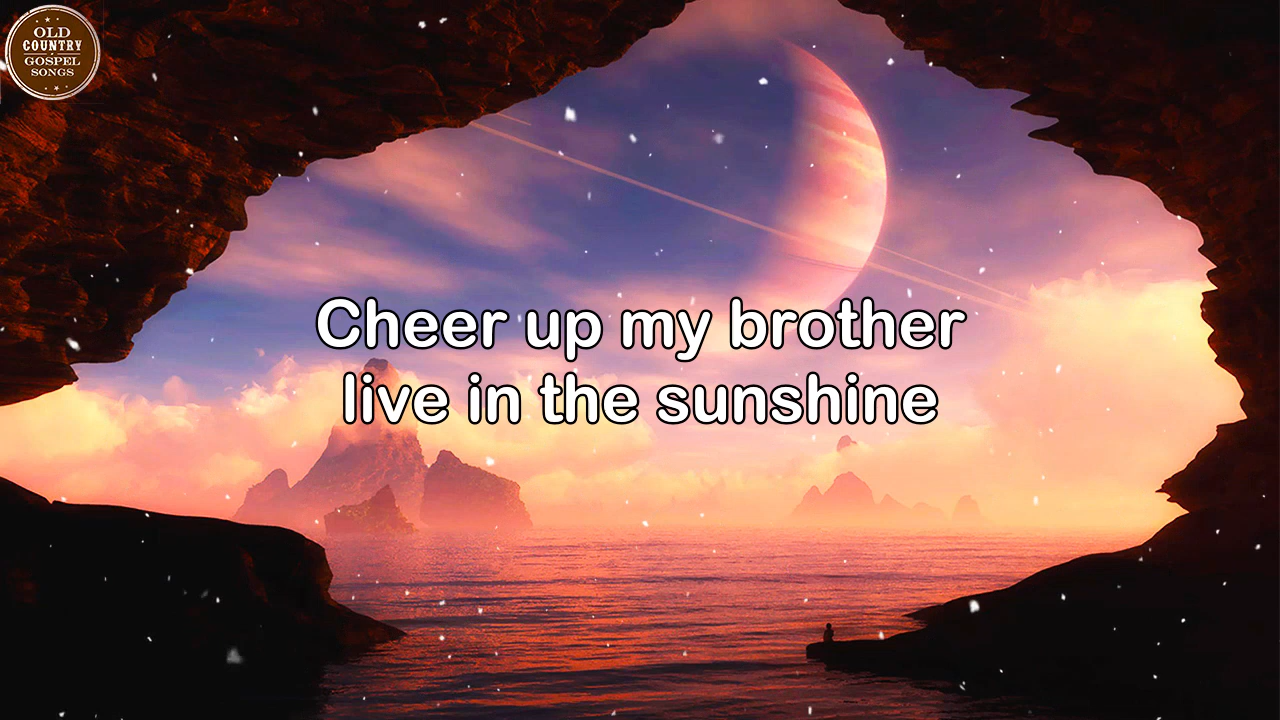 OLD
COUNTRY
GOSPEL
SONGS
Cheer up my brother
live in the sunshine